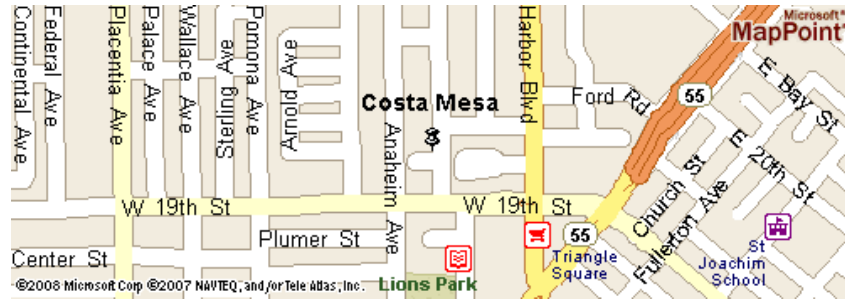 Microsoft®
MapPoint®
Continental Ave
Federal Ave
Placentia Ave
Palace Ave
Wallace Ave
Sterling Ave
Pomona Ave
Arnold Ave
Anaheim Ave
Harbor Blvd
Costa Mesa
Ford Rd
55
E Bay St
E 20th St
Church St
Fullerton Ave
W 19th St
W 19th St
55
Plumer St
Center St
Triangle
Square
St
Joachim
School
Lions Park
©2008 Microsoft Corp ©2007 NAVTEQ, and/or Tele Atlas, Inc.